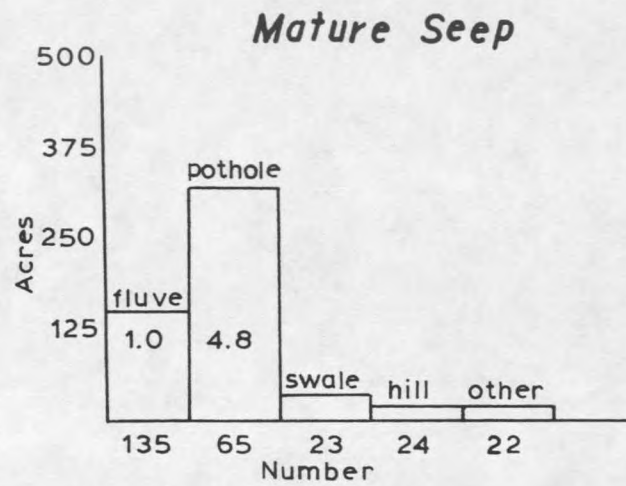 Mature Seep
500
375
pothole
250
Acres
fluve
125
1.0 4.8
swale hill other
135 65 23 24 22
Number